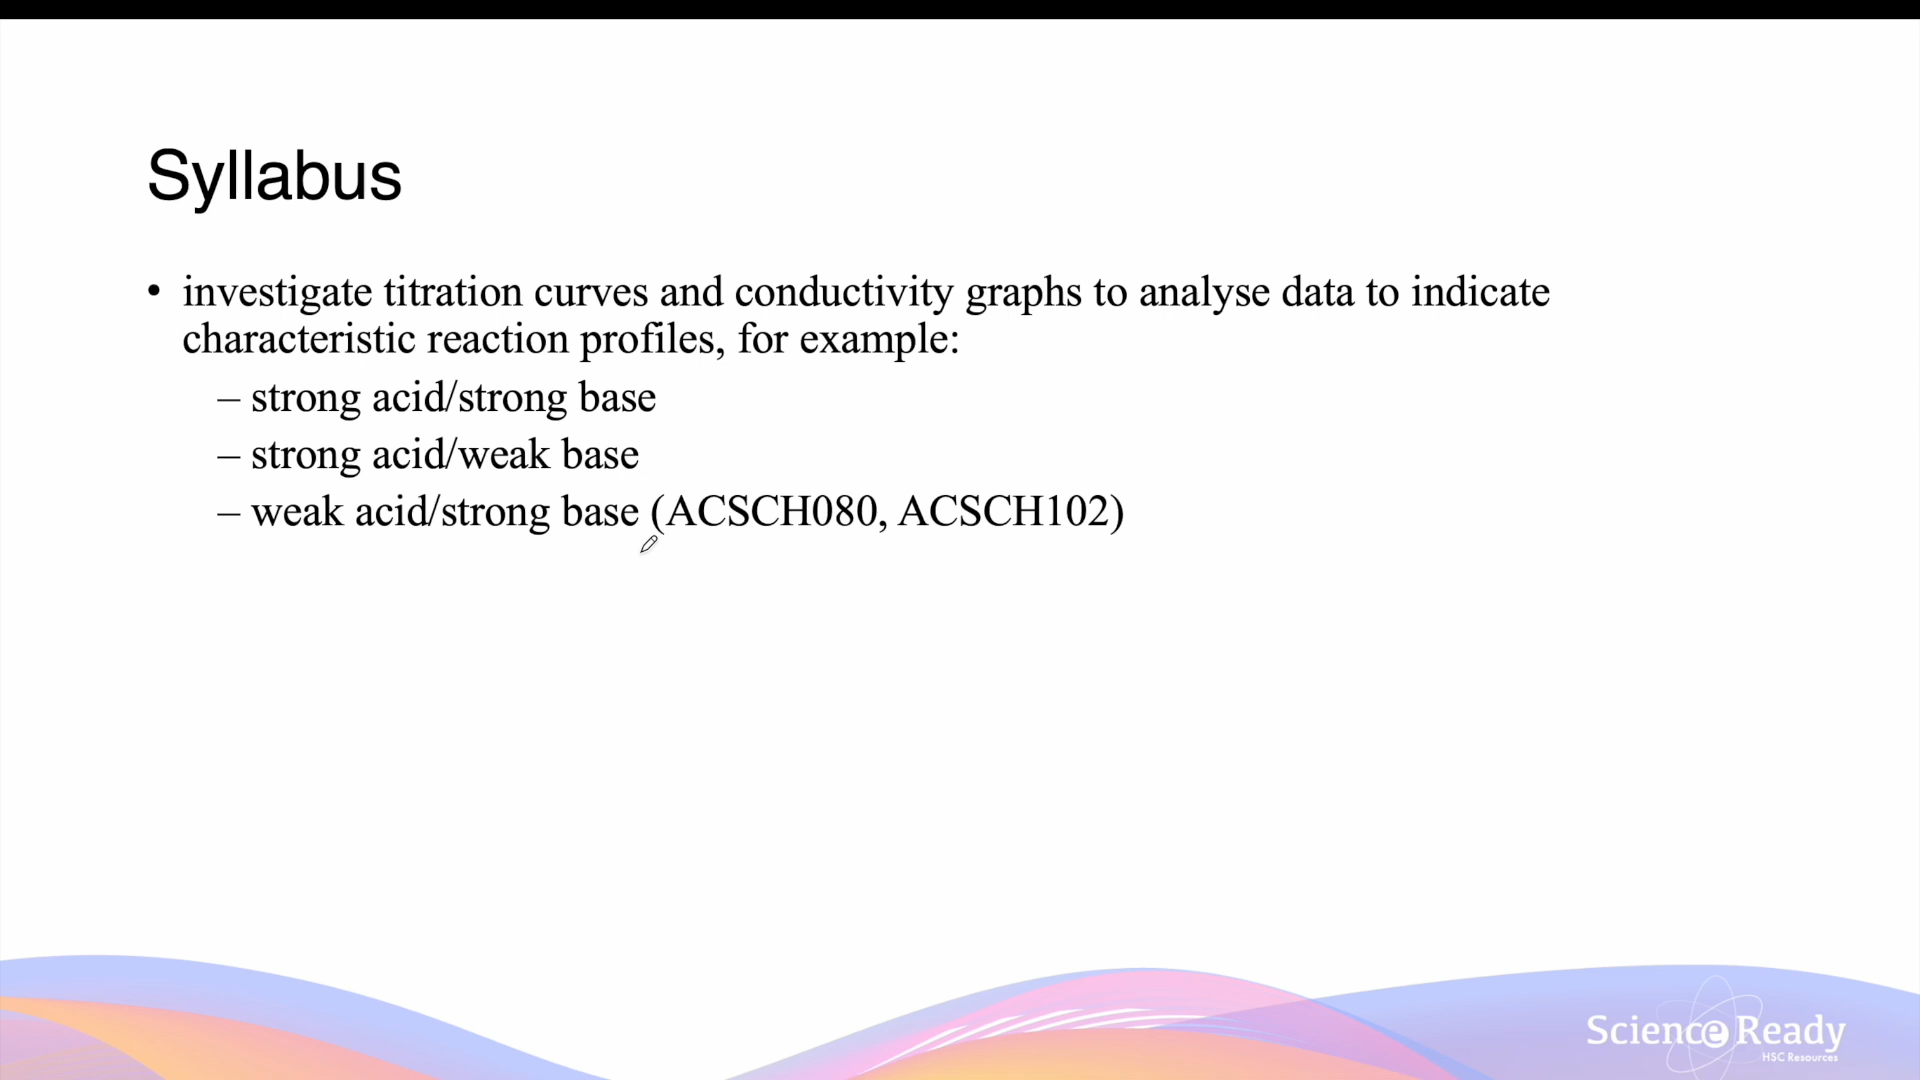 Syllabus
• investigate titration curves and conductivity graphs to analyse data to indicate
characteristic reaction profiles, for example:
– strong acid/strong base
– strong acid/weak base
– weak acid/strong base (ACSCH080, ACSCH102)
Science Ready
HSC Resources